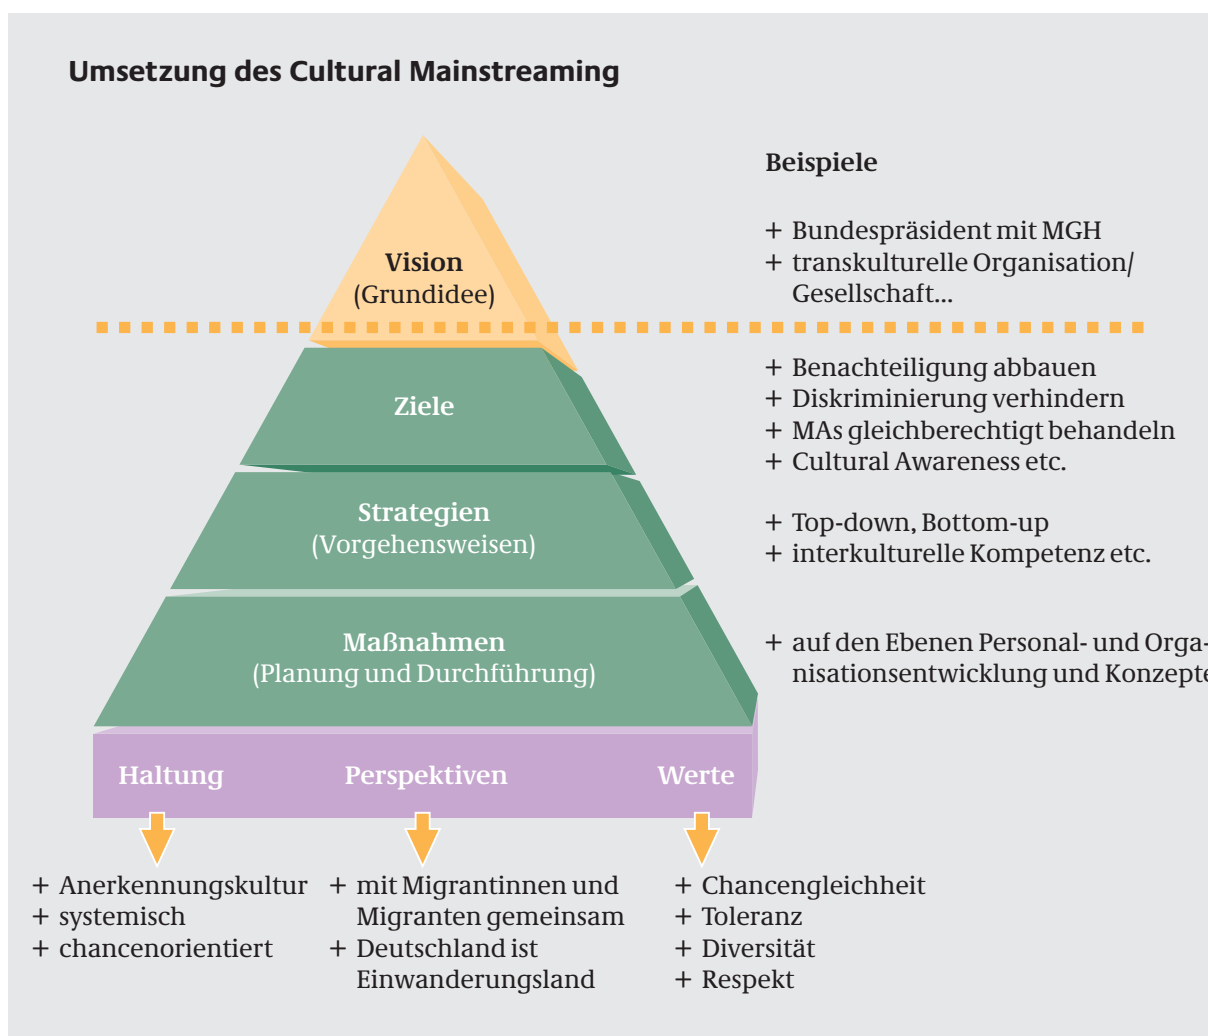 Umsetzung des Cultural Mainstreaming
Beispiele
+ Bundespräsident mit MGH
+ transkulturelle Organisation/
Gesellschaft...
Vision
(Grundidee)
+ Benachteiligung abbauen
+ Diskriminierung verhindern
+ MAs gleichberechtigt behandeln
+ Cultural Awareness etc.
Ziele
+ Top-down, Bottom-up
+ interkulturelle Kompetenz etc.
Strategien
(Vorgehensweisen)
+ auf den Ebenen Personal- und Orga-
nisationsentwicklung und Konzepte
Maßnahmen
(Planung und Durchführung)
Haltung Perspektiven Werte
+ Anerkennungskultur
+ systemisch
+ chancenorientiert
+ mit Migrantinnen und
Migranten gemeinsam
+ Deutschland ist
Einwanderungsland
+ Chancengleichheit
+ Toleranz
+ Diversität
+ Respekt